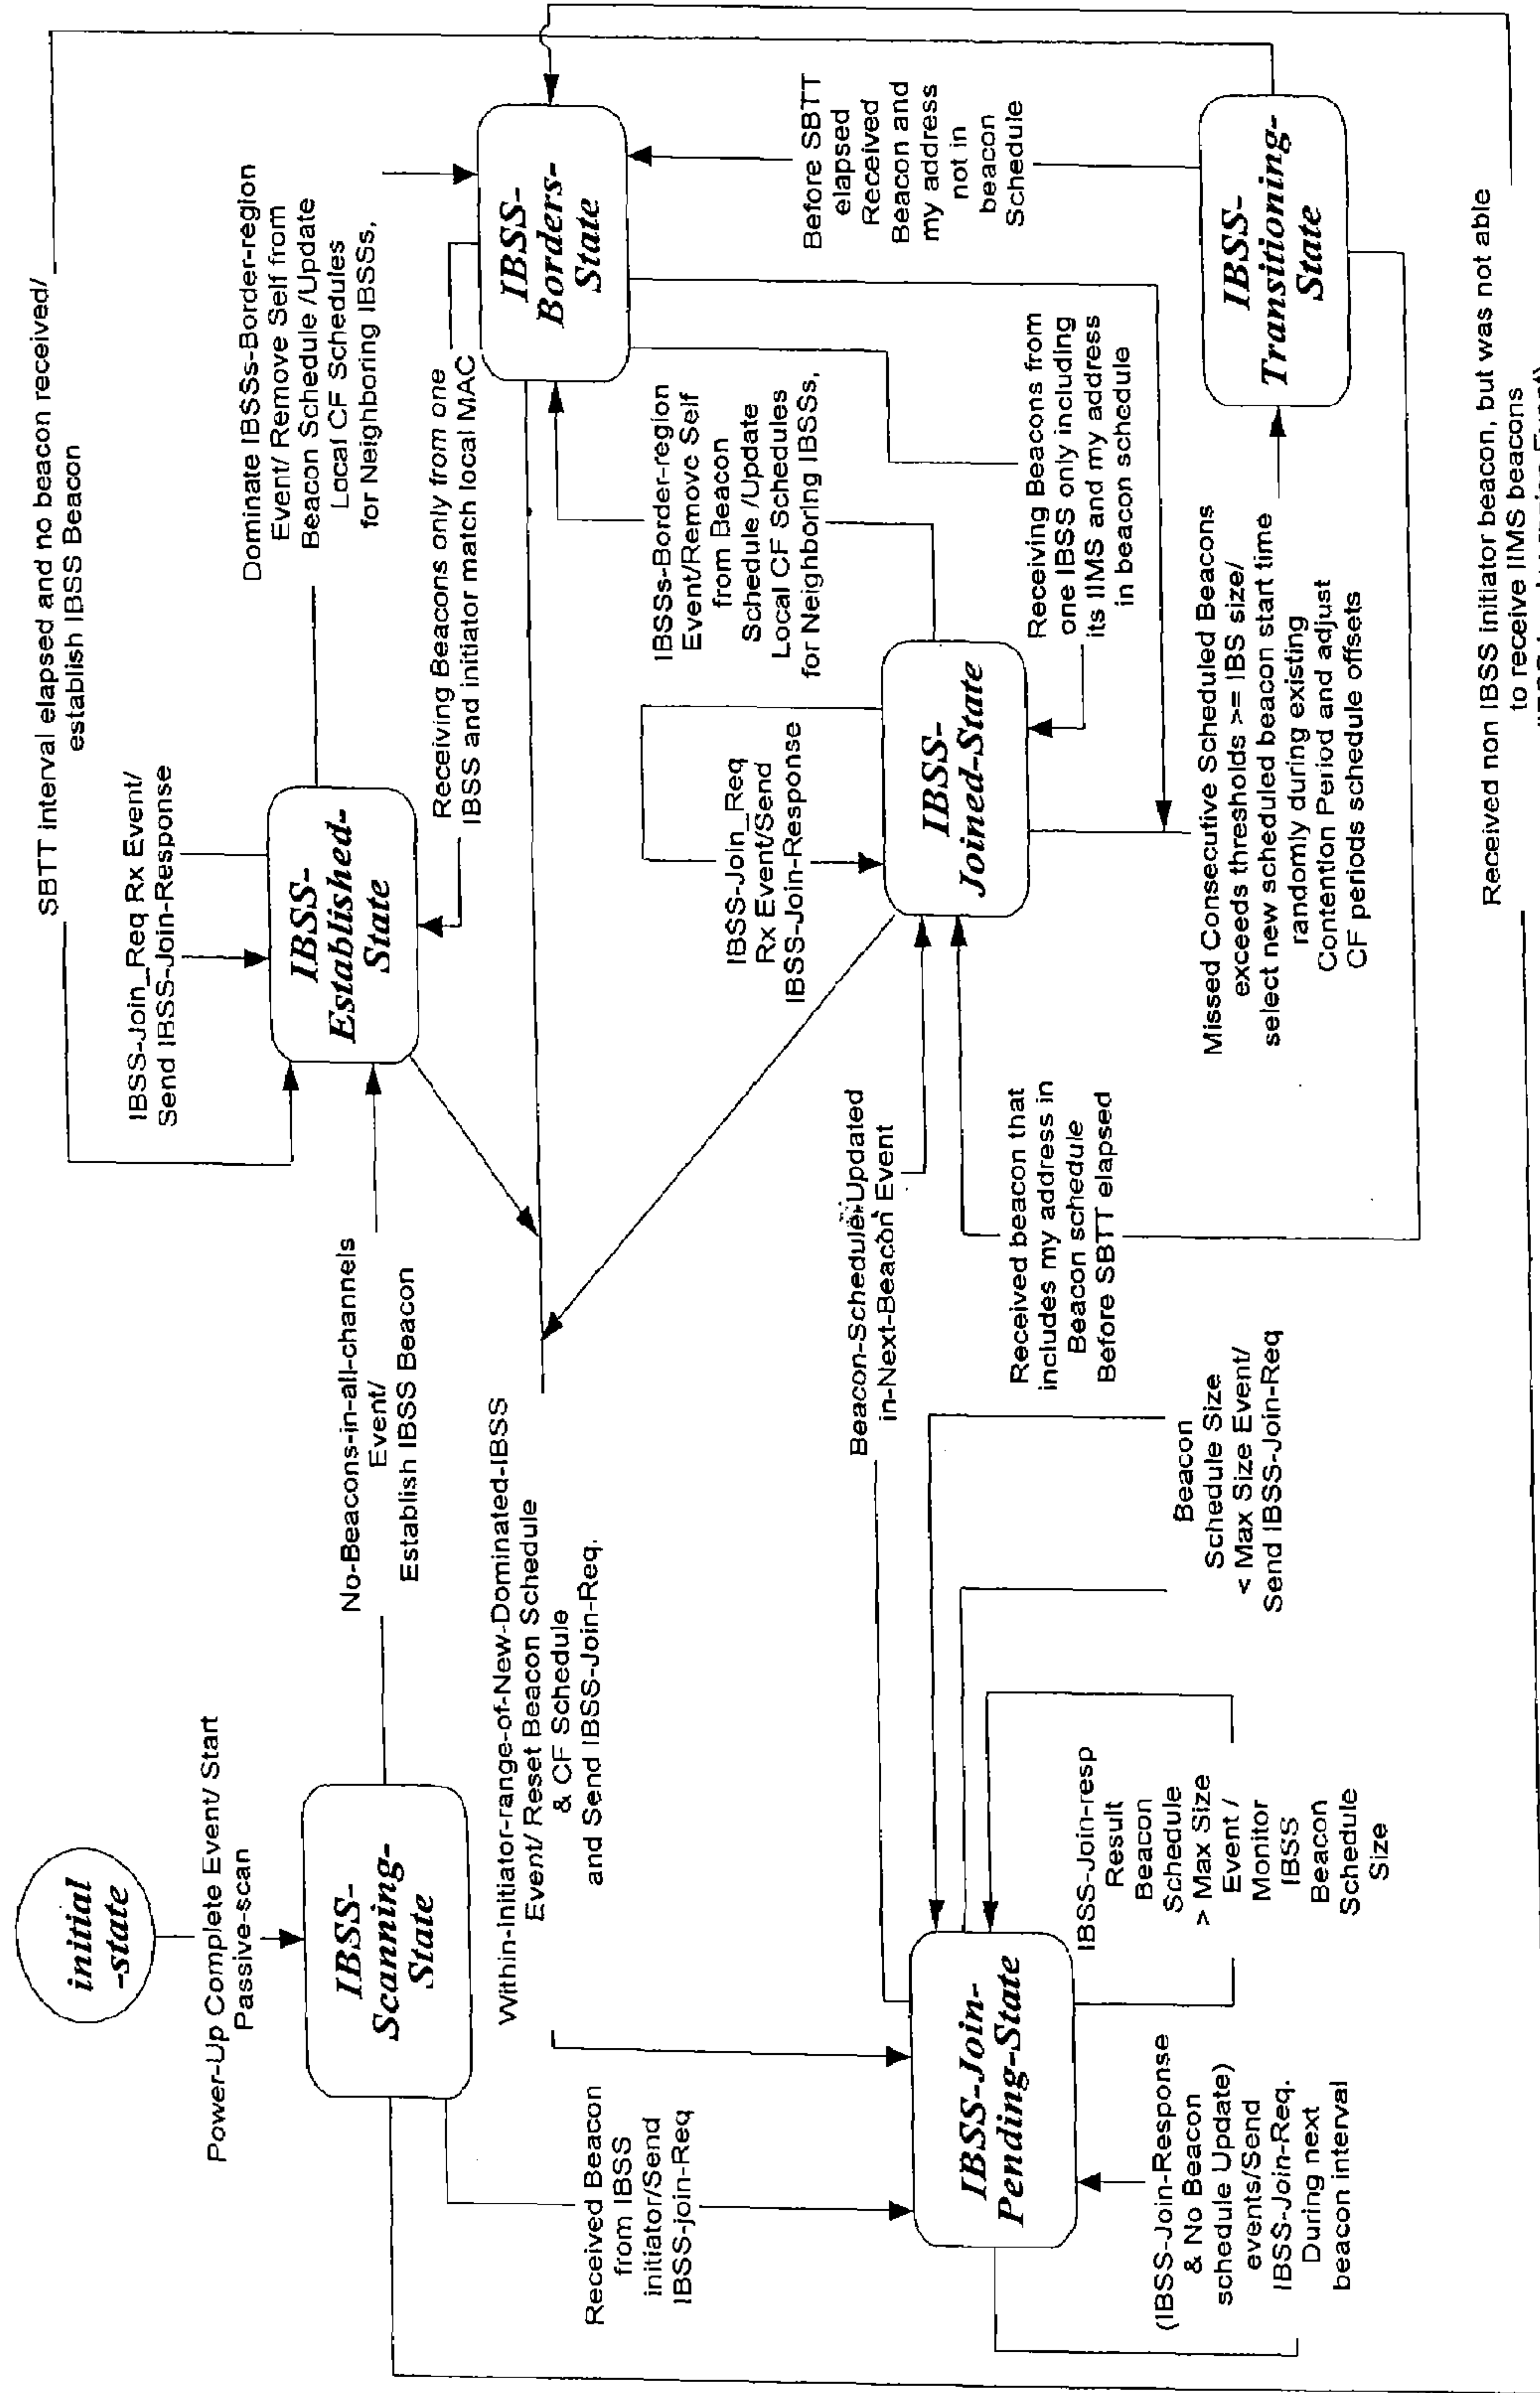 initial
-state
Power-Up Complete Event/ Start
Passive-scan
IBSS-
Scanning-
State
No-Beacons-in-all-channels
Event/
Establish IBSS Beacon
SBTT interval elapsed and no beacon received/
establish IBSS Beacon
IBSS-Join_Req Rx Event/
Send IBSS-Join-Response
IBSS-
Established-
State
Dominate IBSSs-Border-region
Event/ Remove Self from
Beacon Schedule /Update
Local CF Schedules
for Neighboring IBSSs,
Receiving Beacons only from one
IBSS and initiator match local MAC
IBSS-
Borders-
State
Within-Initiator-range-of-New-Dominated-IBSS
Event/ Reset Beacon Schedule
& CF Schedule
and Send IBSS-Join-Req.
Received Beacon
from IBSS
initiator/Send
IBSS-join-Req
IBSSs-Border-region
Event/Remove Self
from Beacon
Schedule /Update
Local CF Schedules
for Neighboring IBSSs,
Before SBTT
elapsed
Received
Beacon and
my address
not in
beacon
Schedule
IBSS-Join_Req
Rx Event/Send
IBSS-Join-Response
IBSS-
Joined-State
Receiving Beacons from
one IBSS only including
its IIMS and my address
in beacon schedule
Beacon-Schedule-Updated
in-Next-Beacon Event
IBSS-Join-
Pending-State
Received beacon that
includes my address in
Beacon schedule
Before SBTT elapsed
Missed Consecutive Scheduled Beacons
exceeds thresholds >= IBS size/
select new scheduled beacon start time
randomly during existing
Contention Period and adjust
CF periods schedule offsets
IBSS-
Transitioning-
State
(IBSS-Join-Response
& No Beacon
schedule Update)
events/Send
IBSS-Join-Req.
During next
beacon interval
IBSS-Join-resp
Result
Beacon
Schedule
> Max Size
Event /
Monitor
IBSS
Beacon
Schedule
Size
Beacon
Schedule Size
< Max Size Event/
Send IBSS-Join-Req
Received non IBSS initiator beacon, but was not able
to receive IIMS beacons